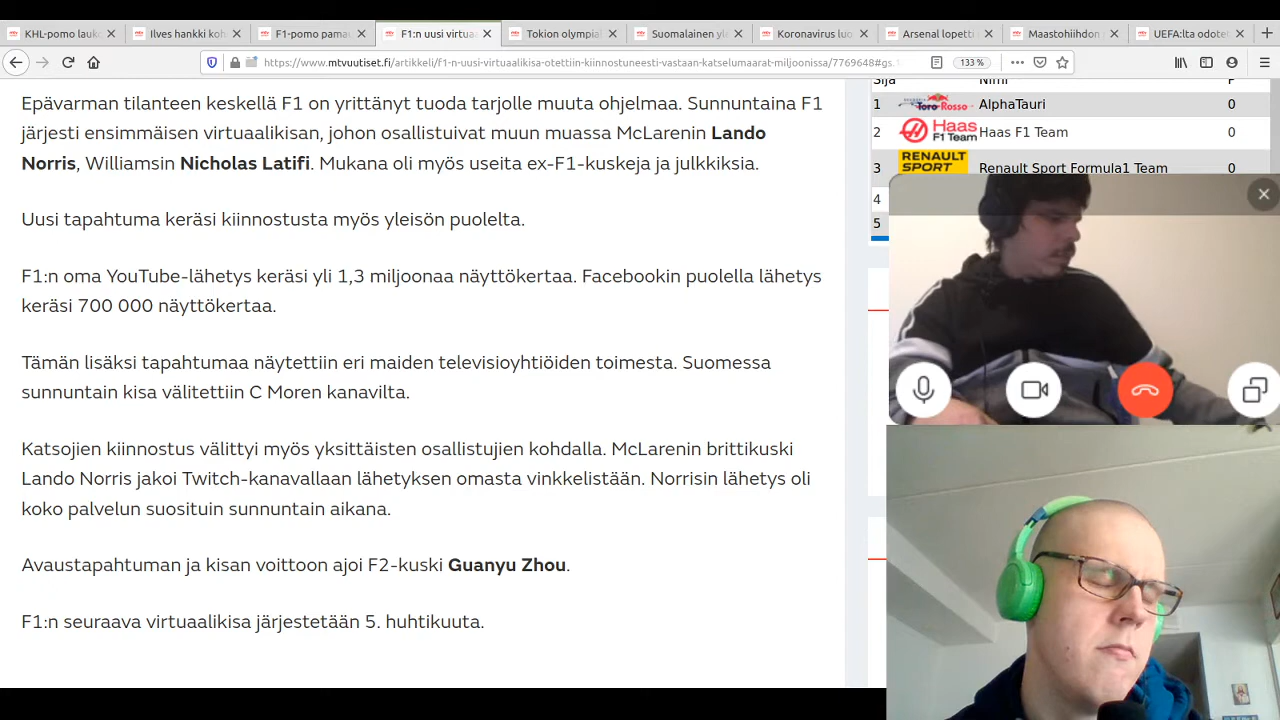 KHL-pomo lauko
Ilves hankki koh
F1-pomo pamau
F1:n uusi virtuaa
Tokion olympial
Suomalainen yle
Koronavirus luo
Arsenal lopetti
Maastohiihdon
UEFA:lta odotet
https://www.mtvuutiset.fi/artikkeli/f1-n-uusi-virtuaalikisa-otettiin-kiinnostuneesti-vastaan-katselumaarat-miljoonissa/7769648#gs.
133 %
Epävarman tilanteen keskellä F1 on yrittänyt tuoda tarjolle muuta ohjelmaa. Sunnuntaina F1
järjesti ensimmäisen virtuaalikisan, johon osallistuivat muun muassa McLarenin Lando
Norris, Williamsin Nicholas Latifi. Mukana oli myös useita ex-F1-kuskeja ja julkkiksia.
Uusi tapahtuma keräsi kiinnostusta myös yleisön puolelta.
F1:n oma YouTube-lähetys keräsi yli 1,3 miljoonaa näyttökertaa. Facebookin puolella lähetys
keräsi 700 000 näyttökertaa.
Tämän lisäksi tapahtumaa näytettiin eri maiden televisioyhtiöiden toimesta. Suomessa
sunnuntain kisa välitettiin C Moren kanavilta.
Katsojien kiinnostus välittyi myös yksittäisten osallistujien kohdalla. McLarenin brittikuski
Lando Norris jakoi Twitch-kanavallaan lähetyksen omasta vinkkelistään. Norrisin lähetys oli
koko palvelun suosituin sunnuntain aikana.
Avaustapahtuman ja kisan voittoon ajoi F2-kuski Guanyu Zhou.
F1:n seuraava virtuaalikisa järjestetään 5. huhtikuuta.
Sija Nimi P
1 Toro Rosso AlphaTauri 0
2 Haas F1 Team Haas F1 Team 0
3 RENAULT SPORT Renault Sport Formula1 Team 0
4
5